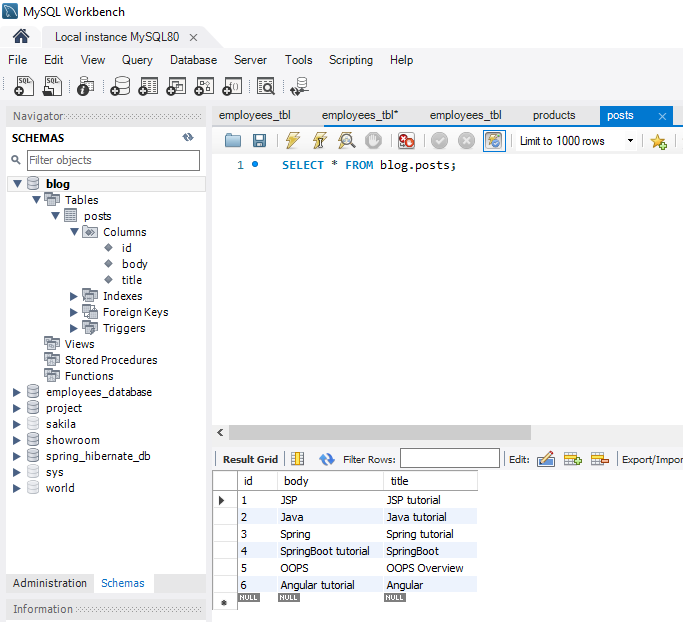 MySQL Workbench
Local instance MySQL80
File Edit View Query Database Server Tools Scripting Help
Navigator
SCHEMAS
Filter objects
blog
Tables
posts
Columns
id
body
title
Indexes
Foreign Keys
Triggers
Views
Stored Procedures
Functions
employees_database
project
sakila
showroom
spring_hibernate_db
sys
world
Administration Schemas
Information
employees_tbl employees_tbl* employees_tbl products posts
Limit to 1000 rows
1 SELECT * FROM blog.posts;
Result Grid Filter Rows: Edit: Export/Impor
id body title
1 JSP JSP tutorial
2 Java Java tutorial
3 Spring Spring tutorial
4 SpringBoot tutorial SpringBoot
5 OOPS OOPS Overview
6 Angular tutorial Angular
NULL NULL NULL